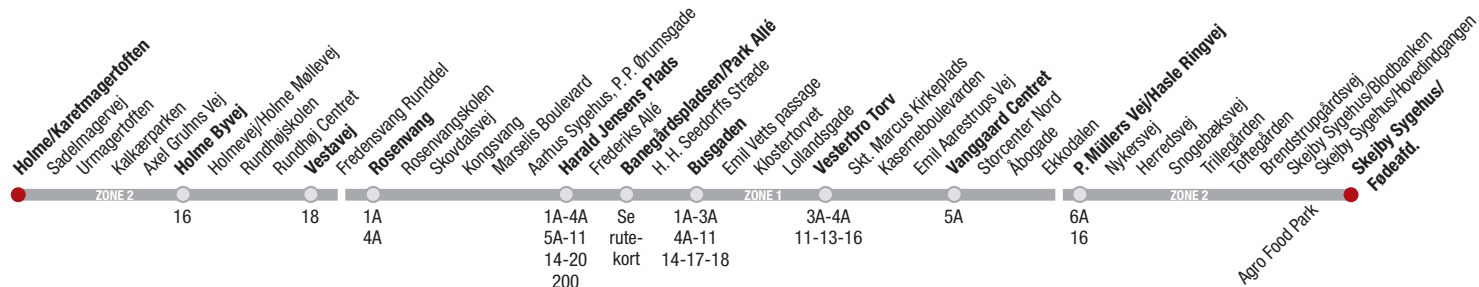 Holme/Karetmagertoften
Sadelmagervej
Urmagertoften
Kalkærparken
Axel Gruhns Vej
Holme Byvej
Holmevej/Holme Møllevej
Rundhøjskolen
Rundhøj Centret
Vestavej
Fredensvang Runddel
Rosenvang
Rosenvangskolen
Skovdalsvej
Kongsvang
Marselis Boulevard
Aarhus Sygehus, P. P. Ørumsgade
Harald Jensens Plads
Frederiks Allé
Banegårdspladsen/Park Allé
H. H. Seedorffs Stræde
Busgaden
Emil Vetts passage
Klostertorvet
Lollandsgade
Vesterbro Torv
Skt. Marcus Kirkeplads
Kaserneboulevarden
Emil Aarestrups Vej
Vanggaard Centret
Storcenter Nord
Åbogade
Ekkodalen
P. Müllers Vej/Hasle Ringvej
Nykersvej
Herredsvej
Snogebæksvej
Trillegården
Toftegården
Brendstrupgårdsvej
Skejby Sygehus/Blodbanken
Skejby Sygehus/Hovedindgangen
Skejby Sygehus/
Fødeafd.
ZONE 2
ZONE 1
ZONE 2
16
18
1A
4A
1A-4A
5A-11
14-20
200
Se
rute-
kort
1A-3A
4A-11
14-17-18
3A-4A
11-13-16
5A
6A
16
Agro Food Park